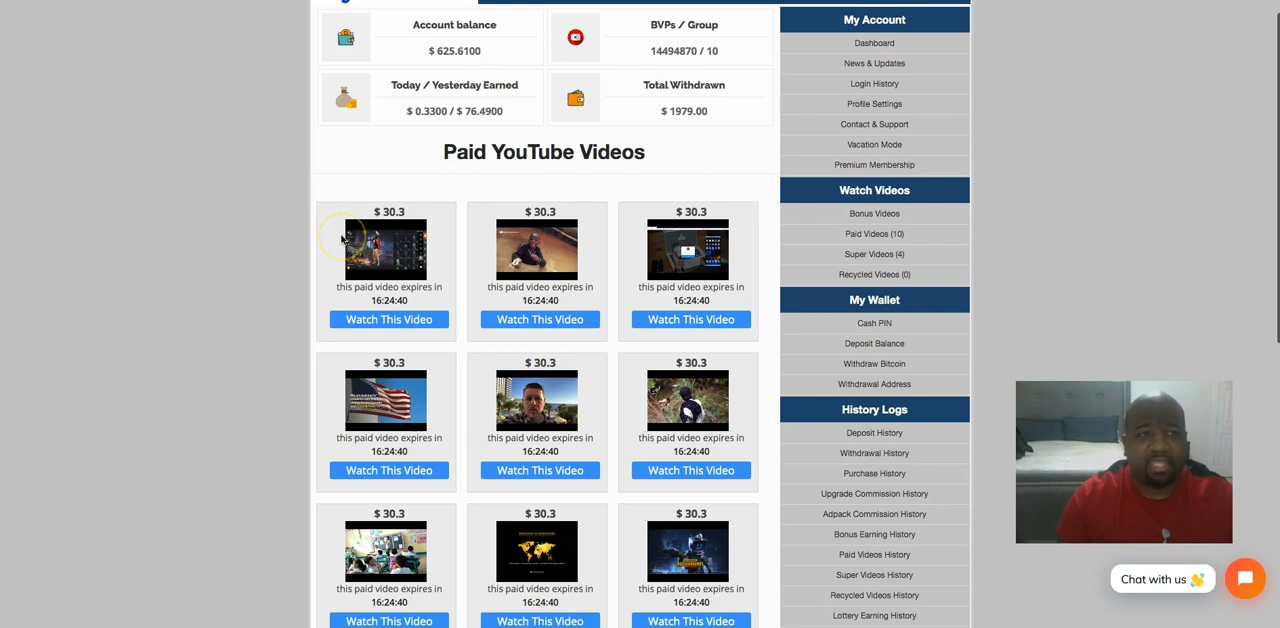 Account balance
$ 625.6100
BVPs / Group
14494870 / 10
Today / Yesterday Earned
$ 0.3300 / $ 76.4900
Total Withdrawn
$ 1979.00
Paid YouTube Videos
$ 30.3
this paid video expires in
16:24:40
Watch This Video
$ 30.3
this paid video expires in
16:24:40
Watch This Video
$ 30.3
this paid video expires in
16:24:40
Watch This Video
$ 30.3
this paid video expires in
16:24:40
Watch This Video
$ 30.3
this paid video expires in
16:24:40
Watch This Video
$ 30.3
this paid video expires in
16:24:40
Watch This Video
$ 30.3
this paid video expires in
16:24:40
Watch This Video
$ 30.3
this paid video expires in
16:24:40
Watch This Video
$ 30.3
this paid video expires in
16:24:40
Watch This Video
My Account
Dashboard
News & Updates
Login History
Profile Settings
Contact & Support
Vacation Mode
Premium Membership
Watch Videos
Bonus Videos
Paid Videos (10)
Super Videos (4)
Recycled Videos (0)
My Wallet
Cash PIN
Deposit Balance
Withdraw Bitcoin
Withdrawal Address
History Logs
Deposit History
Withdrawal History
Purchase History
Upgrade Commission History
Adpack Commission History
Bonus Earning History
Paid Videos History
Super Videos History
Recycled Videos History
Lottery Earning History
Chat with us 👋